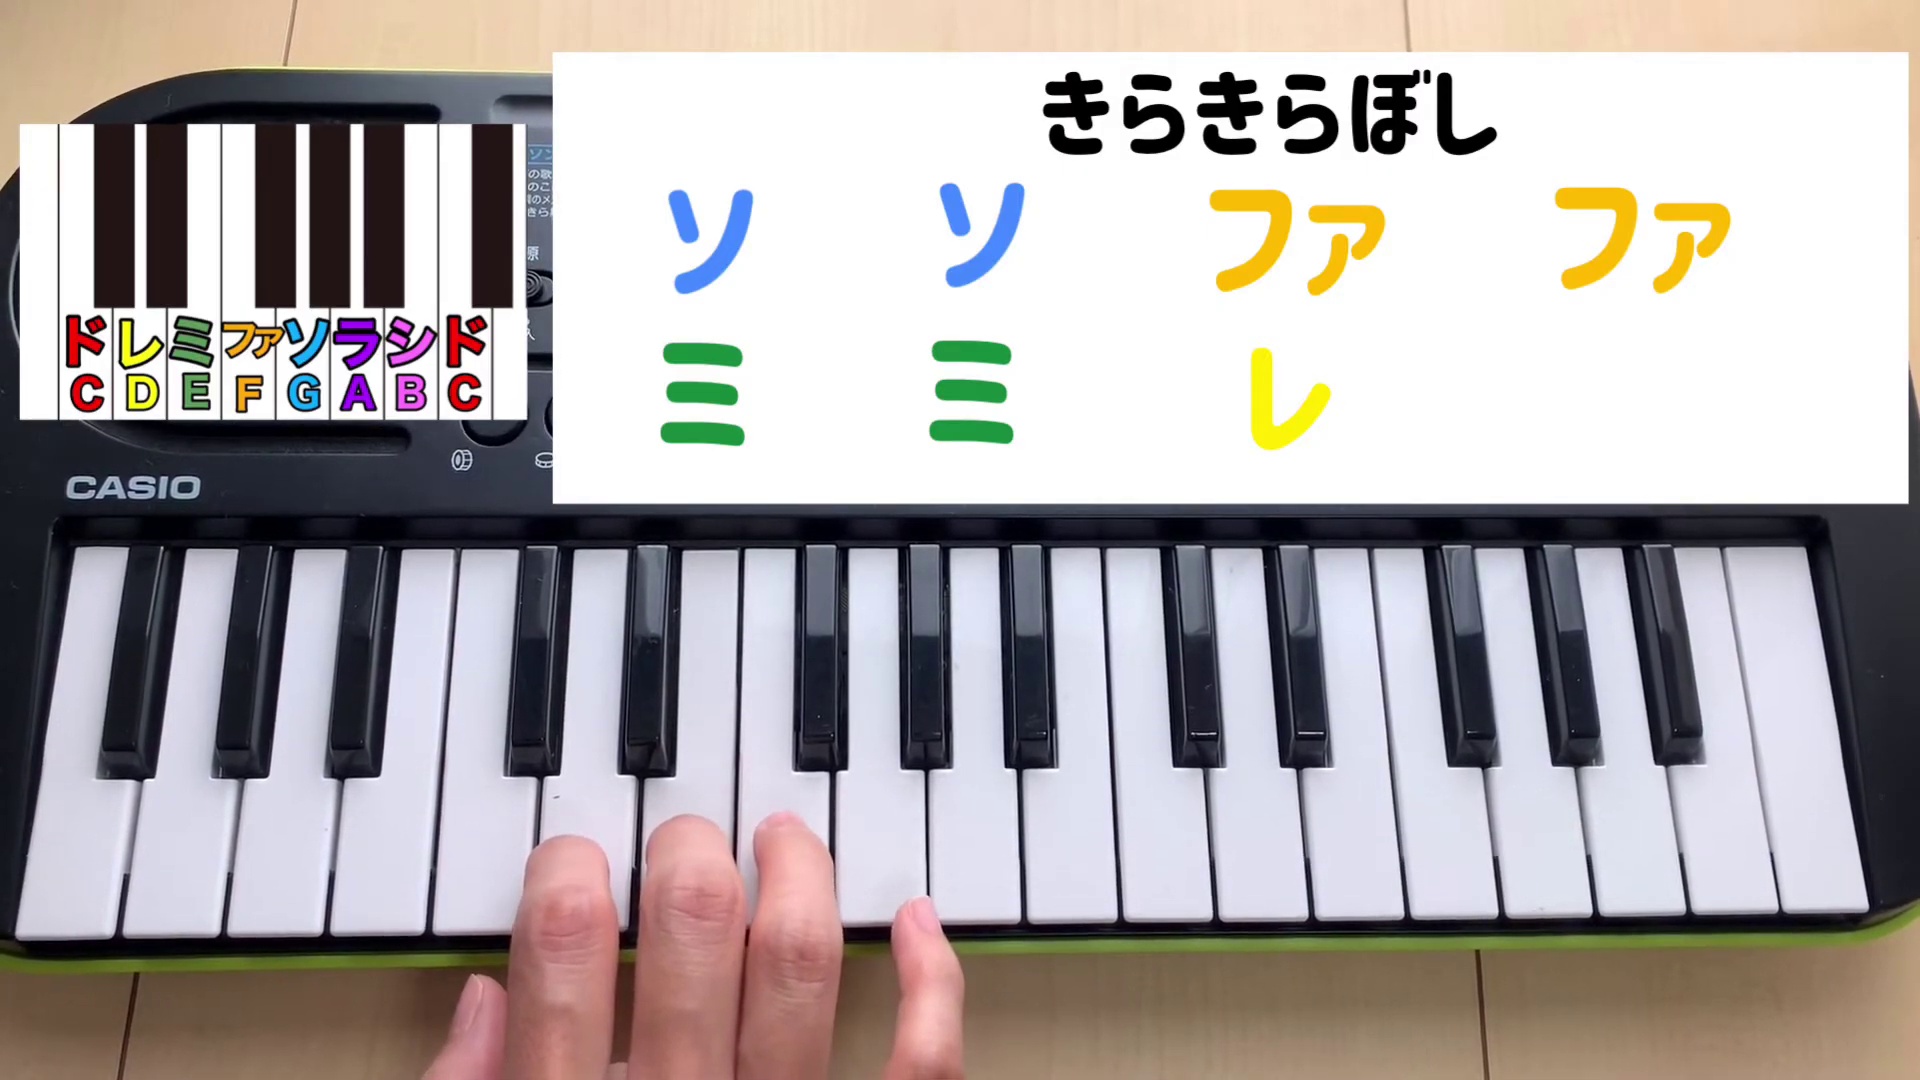 きらきらぼし
ソ ソ ファ ファ
ミ ミ レ
ド レ ミ ファ ソ ラ シ ド
C D E F G A B C
CASIO